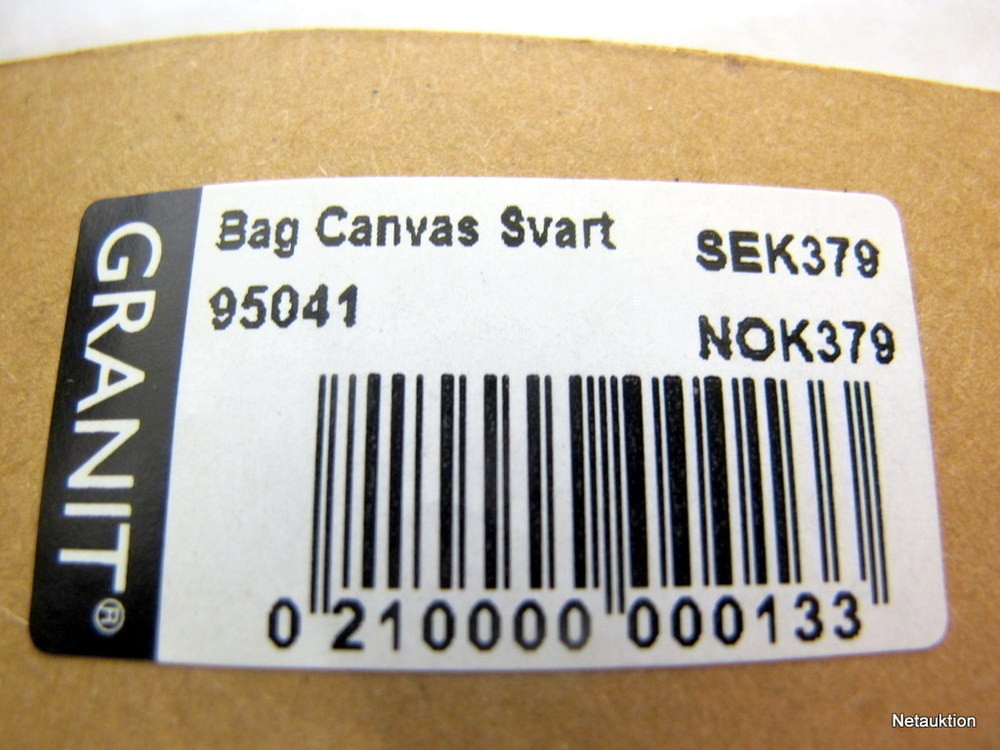 GRANIT®
Bag Canvas Svart
SEK379
95041
NOK379
0 210000 000133
Netauktion